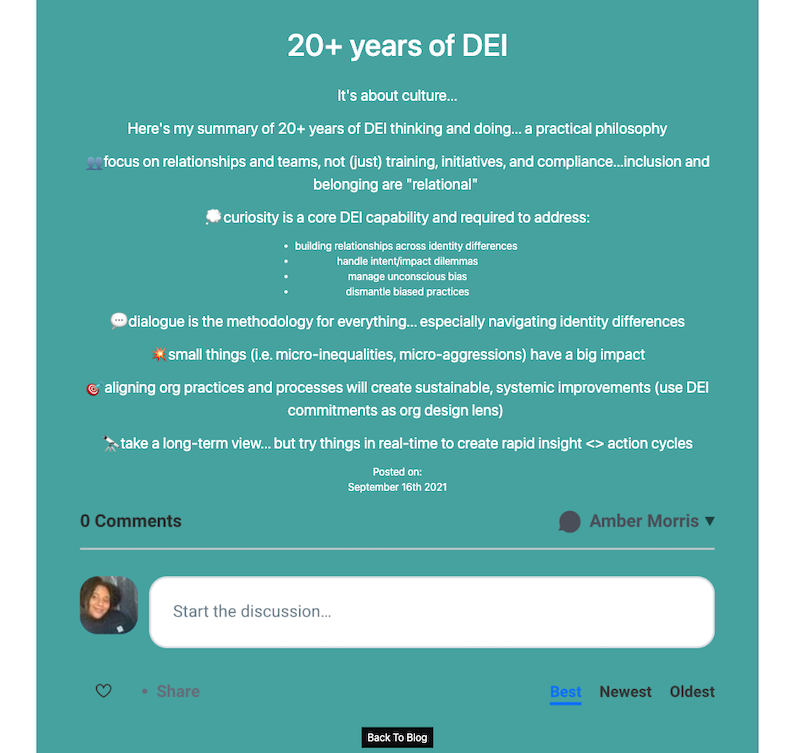 20+ years of DEI
It's about culture...
Here's my summary of 20+ years of DEI thinking and doing... a practical philosophy
👥focus on relationships and teams, not (just) training, initiatives, and compliance...inclusion and
belonging are "relational"
💭curiosity is a core DEI capability and required to address:
• building relationships across identity differences
• handle intent/impact dilemmas
• manage unconscious bias
• dismantle biased practices
💬dialogue is the methodology for everything... especially navigating identity differences
💥small things (i.e. micro-inequalities, micro-aggressions) have a big impact
🎯 aligning org practices and processes will create sustainable, systemic improvements (use DEI
commitments as org design lens)
🔭take a long-term view... but try things in real-time to create rapid insight <> action cycles
Posted on:
September 16th 2021
0 Comments Amber Morris ▼
Start the discussion...
• Share Best Newest Oldest
Back To Blog